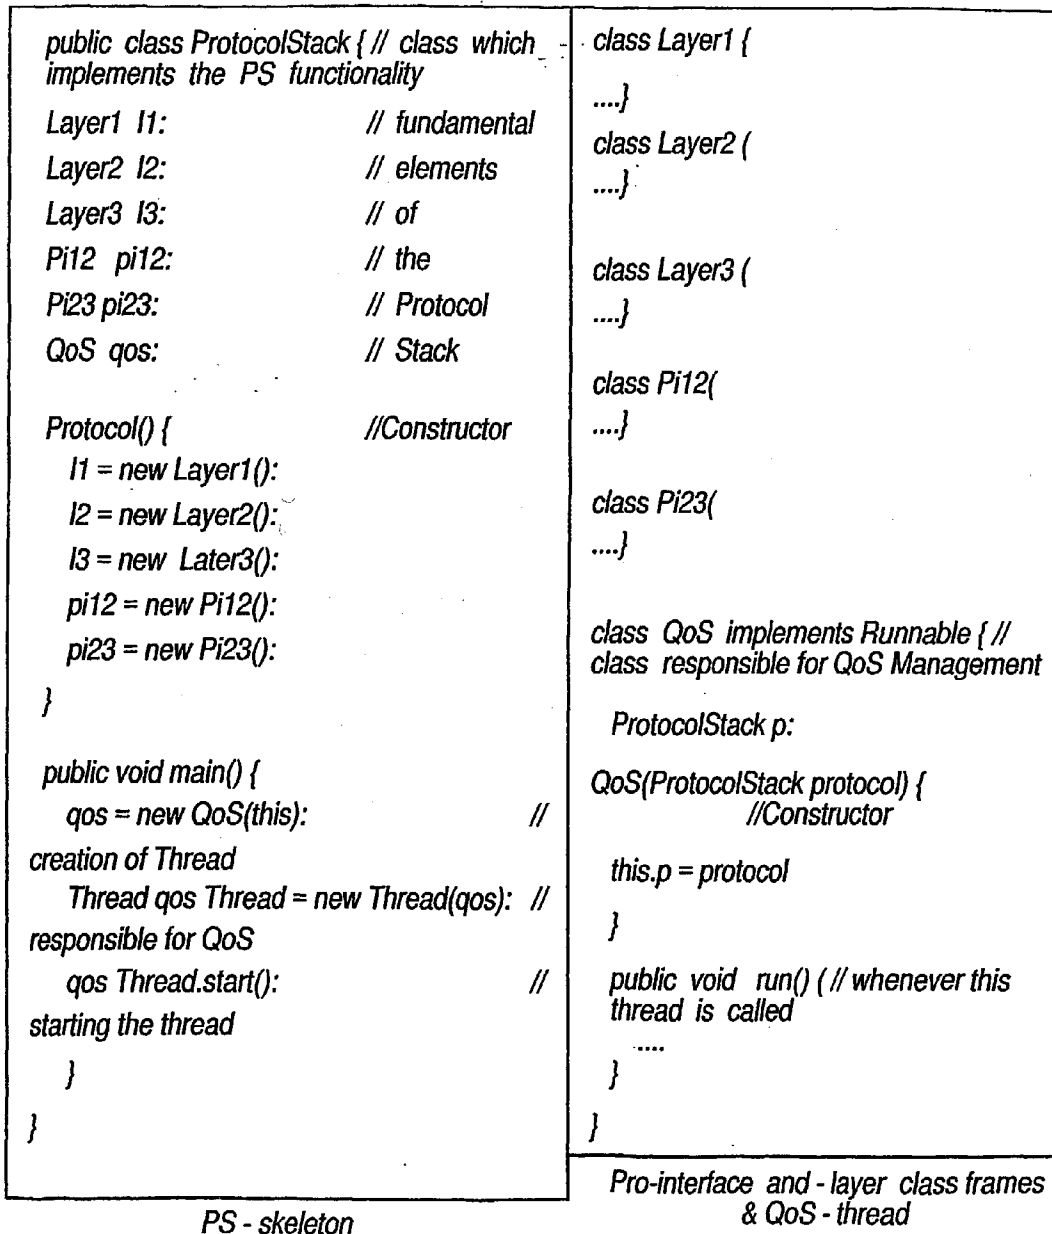 public class ProtocolStack { // class which
implements the PS functionality
Layer1 l1: // fundamental
Layer2 l2: // elements
Layer3 l3: // of
Pi12 pi12: // the
Pi23 pi23: // Protocol
QoS qos: // Stack
Protocol() { //Constructor
l1 = new Layer1():
l2 = new Layer2():
l3 = new Later3():
pi12 = new Pi12():
pi23 = new Pi23():
}
public void main() {
qos = new QoS(this): //
creation of Thread
Thread qos Thread = new Thread(qos): //
responsible for QoS
qos Thread.start(): //
starting the thread
}
}
PS - skeleton
class Layer1 {
....}
class Layer2 (
....}
class Layer3 (
....}
class Pi12(
....}
class Pi23(
....}
class QoS implements Runnable { //
class responsible for QoS Management
ProtocolStack p:
QoS(ProtocolStack protocol) {
//Constructor
this.p = protocol
}
public void run() ( // whenever this
thread is called
....
}
}
Pro-interface and - layer class frames
& QoS - thread